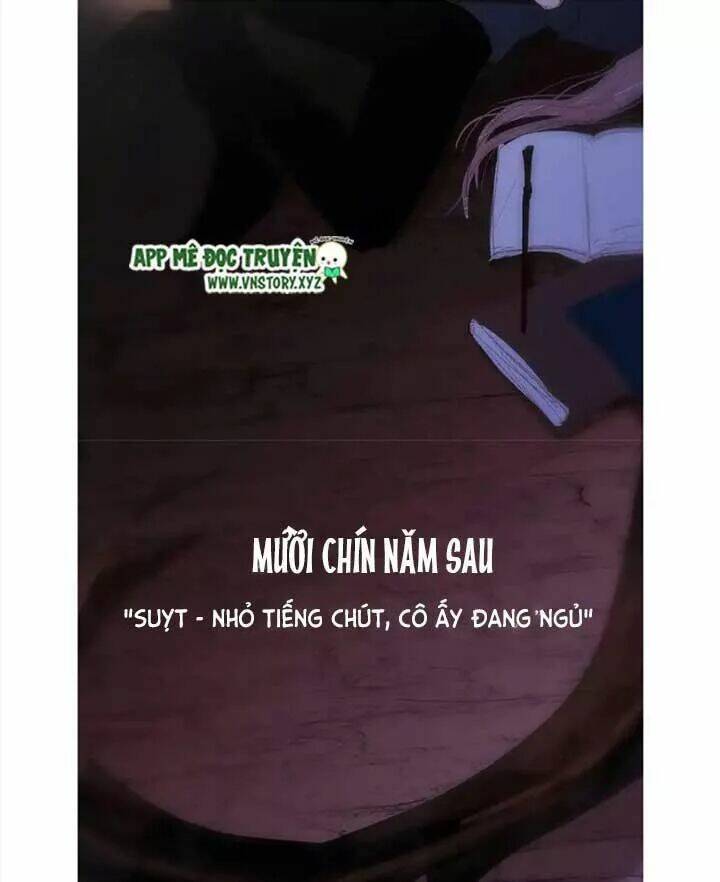 APP MÊ ĐỌC TRUYỆN
WWW.VNSTORY.XYZ
MƯỜI CHÍN NĂM SAU
"SUỴT - NHỎ TIẾNG CHÚT, CÔ ẤY ĐANG NGỦ"